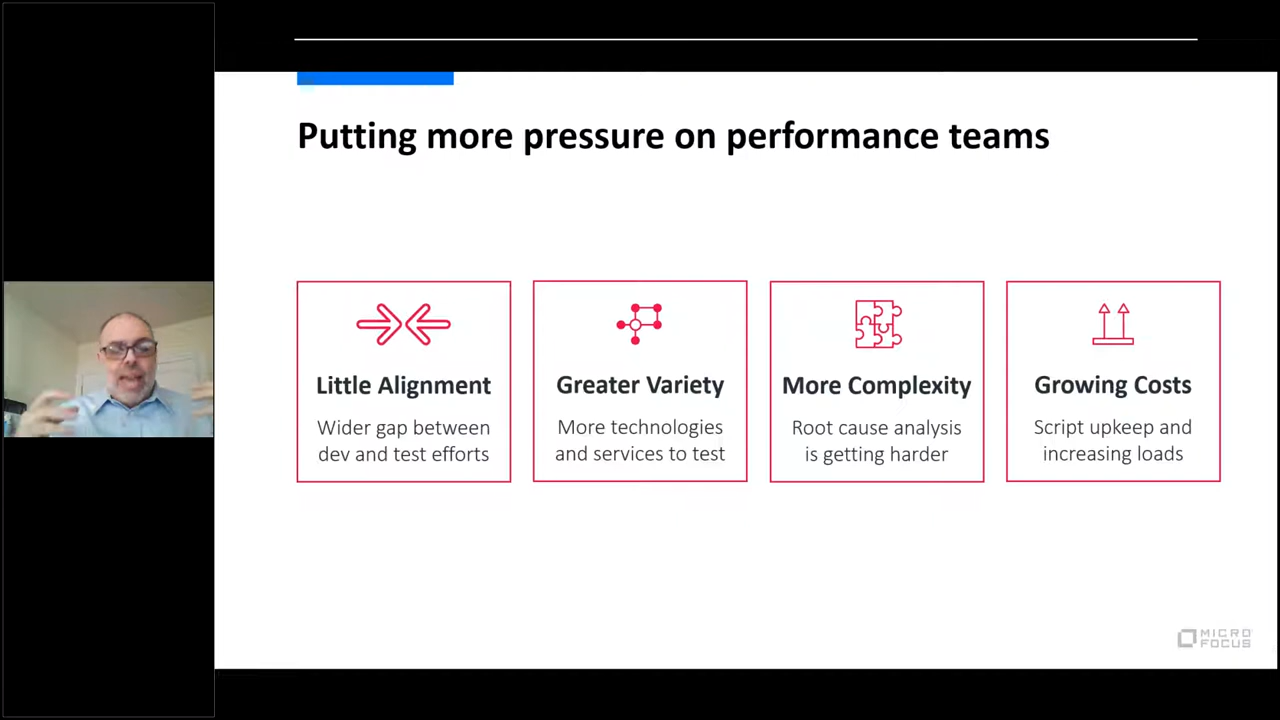 Putting more pressure on performance teams
Little Alignment
Wider gap between
dev and test efforts
Greater Variety
More technologies
and services to test
More Complexity
Root cause analysis
is getting harder
Growing Costs
Script upkeep and
increasing loads
MICRO
FOCUS